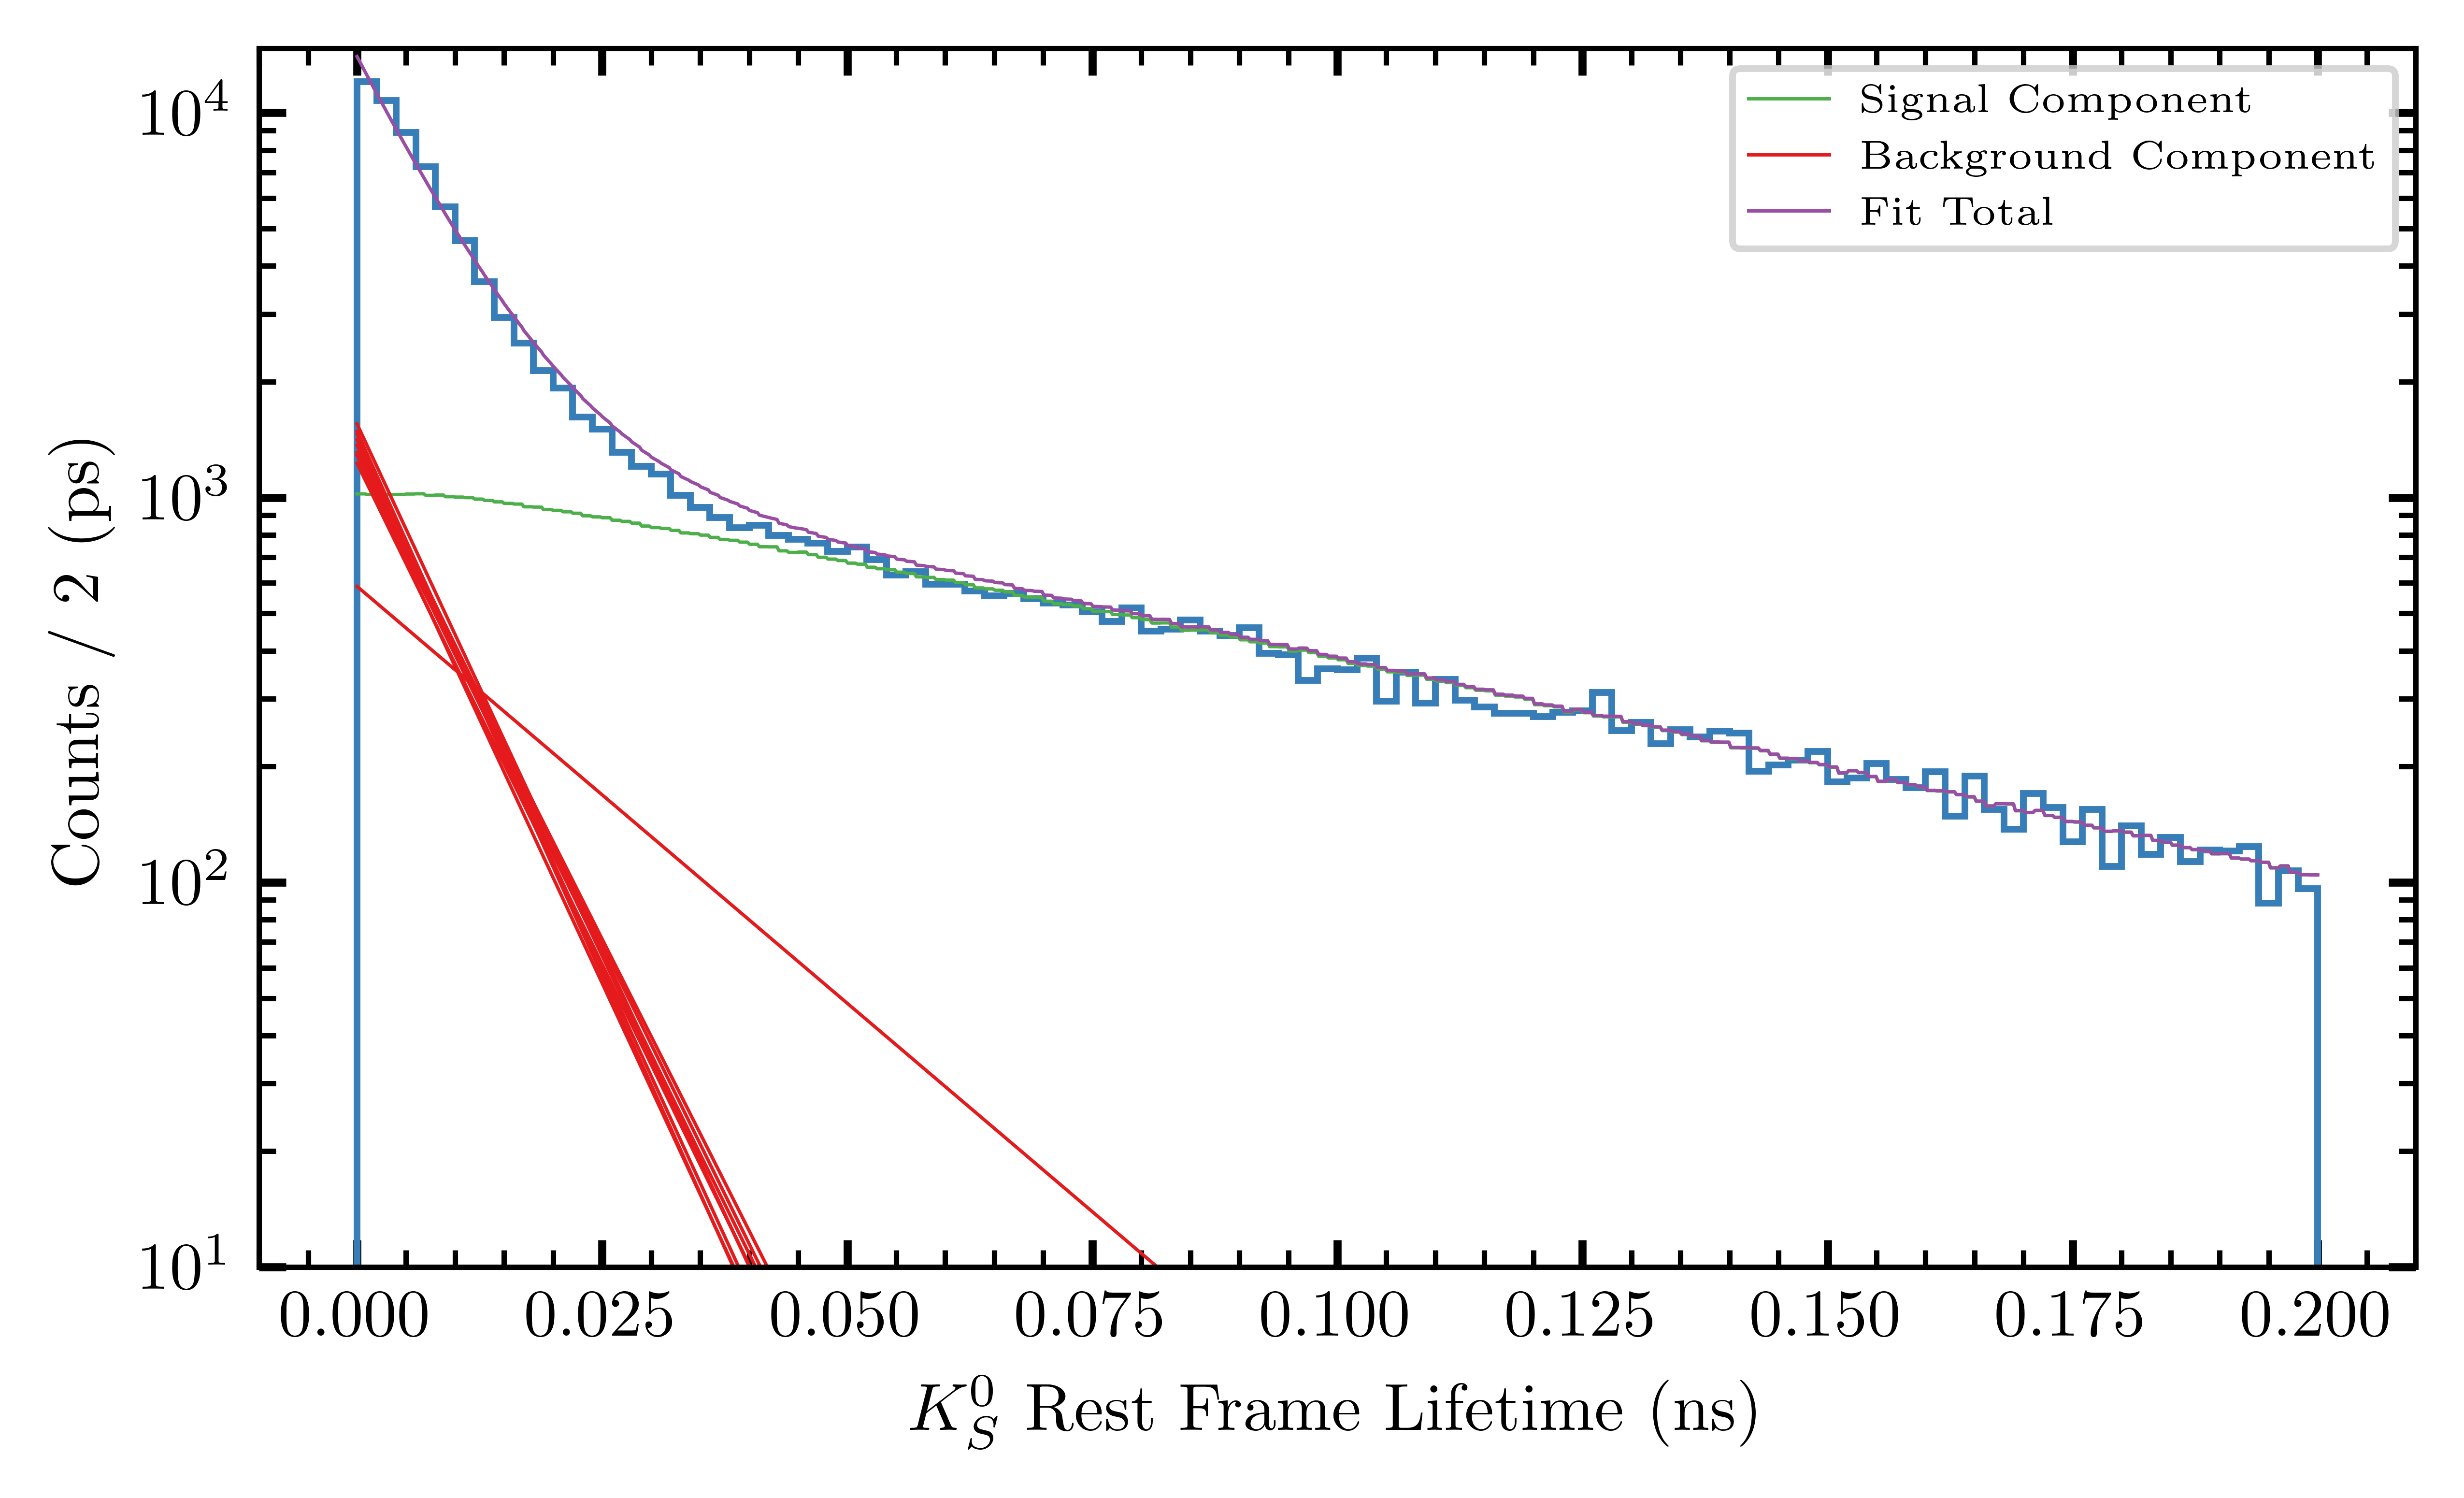 Counts / 2 (ps)
10^4
10^3
10^2
10^1
Signal Component
Background Component
Fit Total
0.000 0.025 0.050 0.075 0.100 0.125 0.150 0.175 0.200
K_S^0 Rest Frame Lifetime (ns)